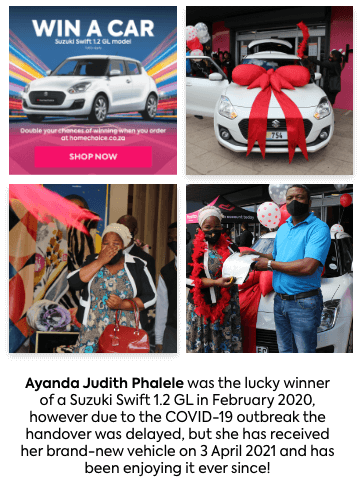 WIN A CAR
Suzuki Swift 1.2 GL model
Double your chances of winning when you order
at homechoice.co.za
SHOP NOW
754
Ayanda Judith Phalele was the lucky winner
of a Suzuki Swift 1.2 GL in February 2020,
however due to the COVID-19 outbreak the
handover was delayed, but she has received
her brand-new vehicle on 3 April 2021 and has
been enjoying it ever since!